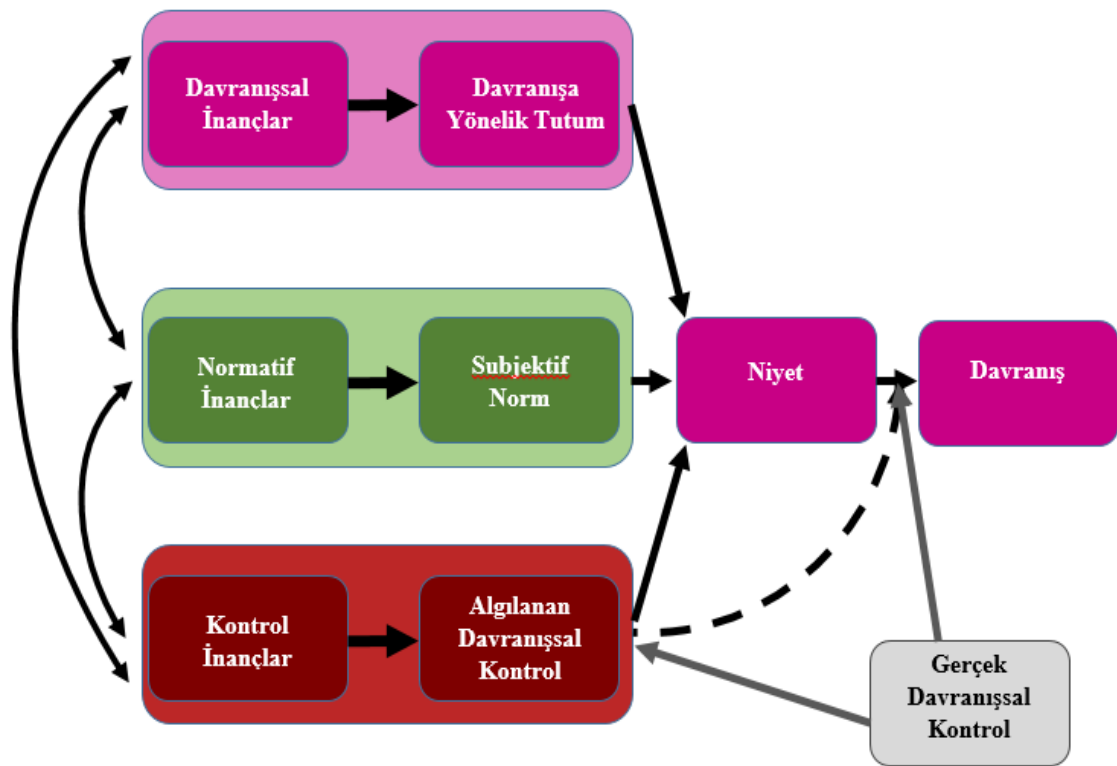 Davranışsal
İnançlar
Davranışa
Yönelik Tutum
Normatif
İnançlar
Subjektif
Norm
Niyet
Davranış
Kontrol
İnançlar
Algılanan
Davranışsal
Kontrol
Gerçek
Davranışsal
Kontrol